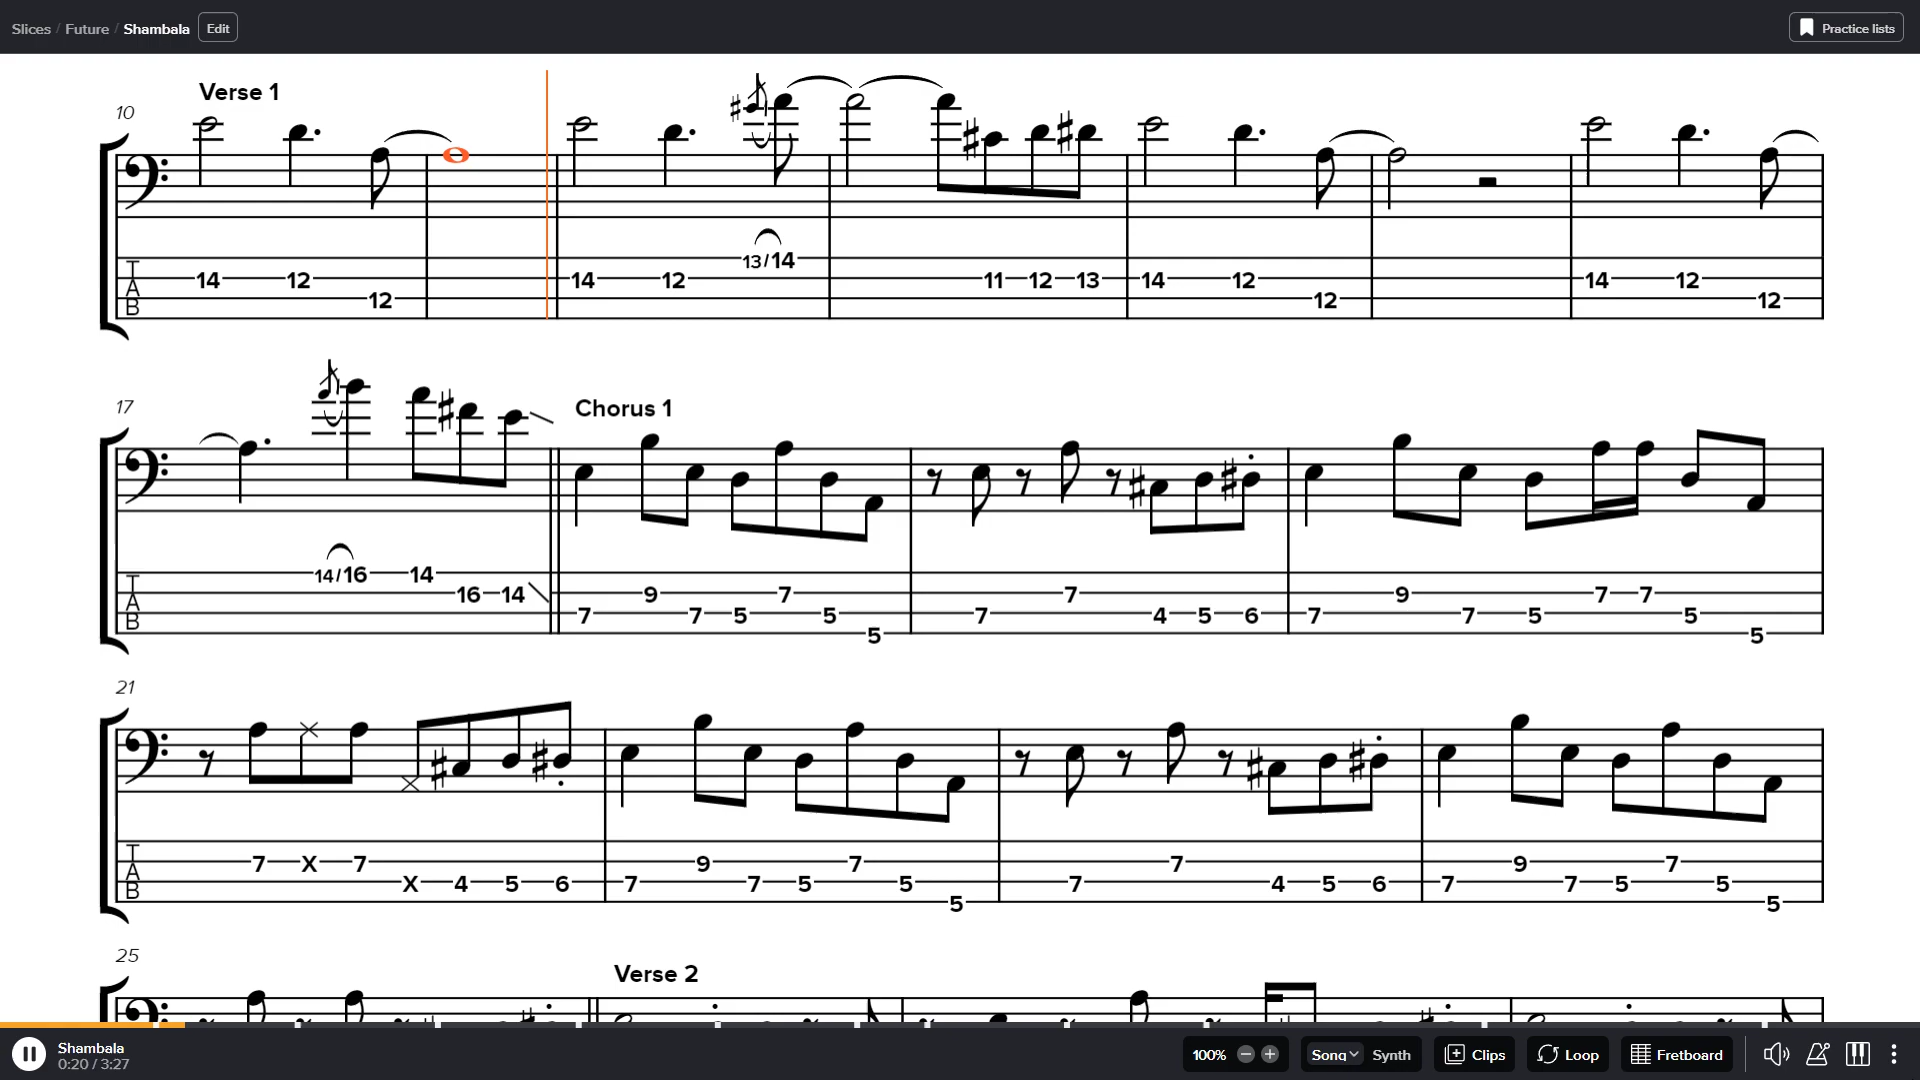 Slices / Future / Shambala Edit Practice lists
Verse 1
10
13/14
14 12 14 12 11 12 13 14 12 14 12
12 12 12
TAB
17 Chorus 1
14/16 14
16 14 9 7 7 9 7 7
7 7 5 5 7 4 5 6 7 7 5 5
5 5
TAB
21
7 X 7 9 7 7 9 7
X 4 5 6 7 7 5 5 7 4 5 6 7 7 5 5
5 5
TAB
25
Verse 2
Shambala
0:20 / 3:27
100% Song Synth Clips Loop Fretboard